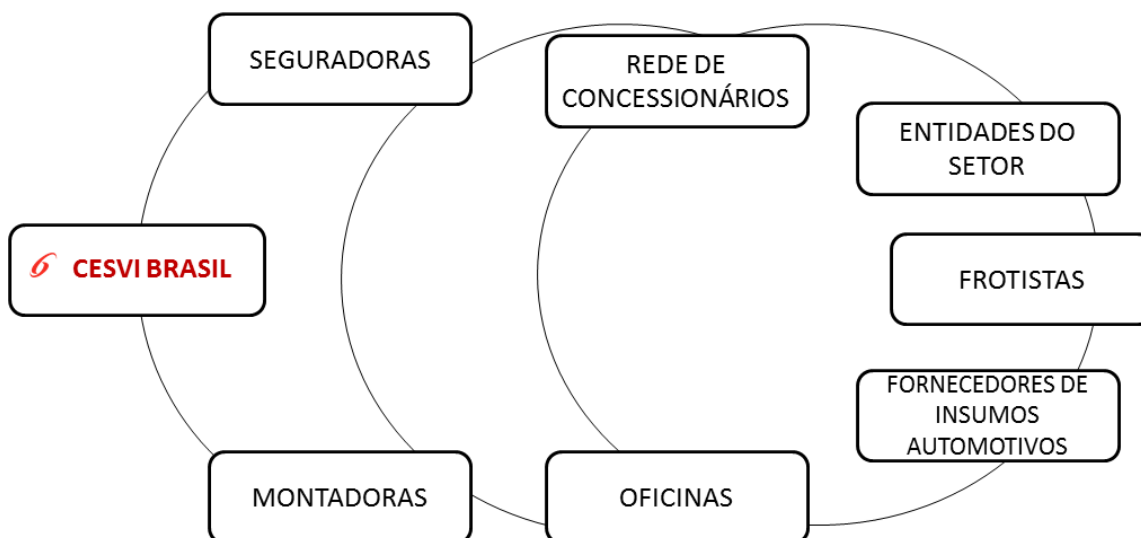 SEGURADORAS
REDE DE
CONCESSIONÁRIOS
ENTIDADES DO
SETOR
CESVI BRASIL
FROTISTAS
FORNECEDORES DE
INSUMOS
AUTOMOTIVOS
MONTADORAS
OFICINAS